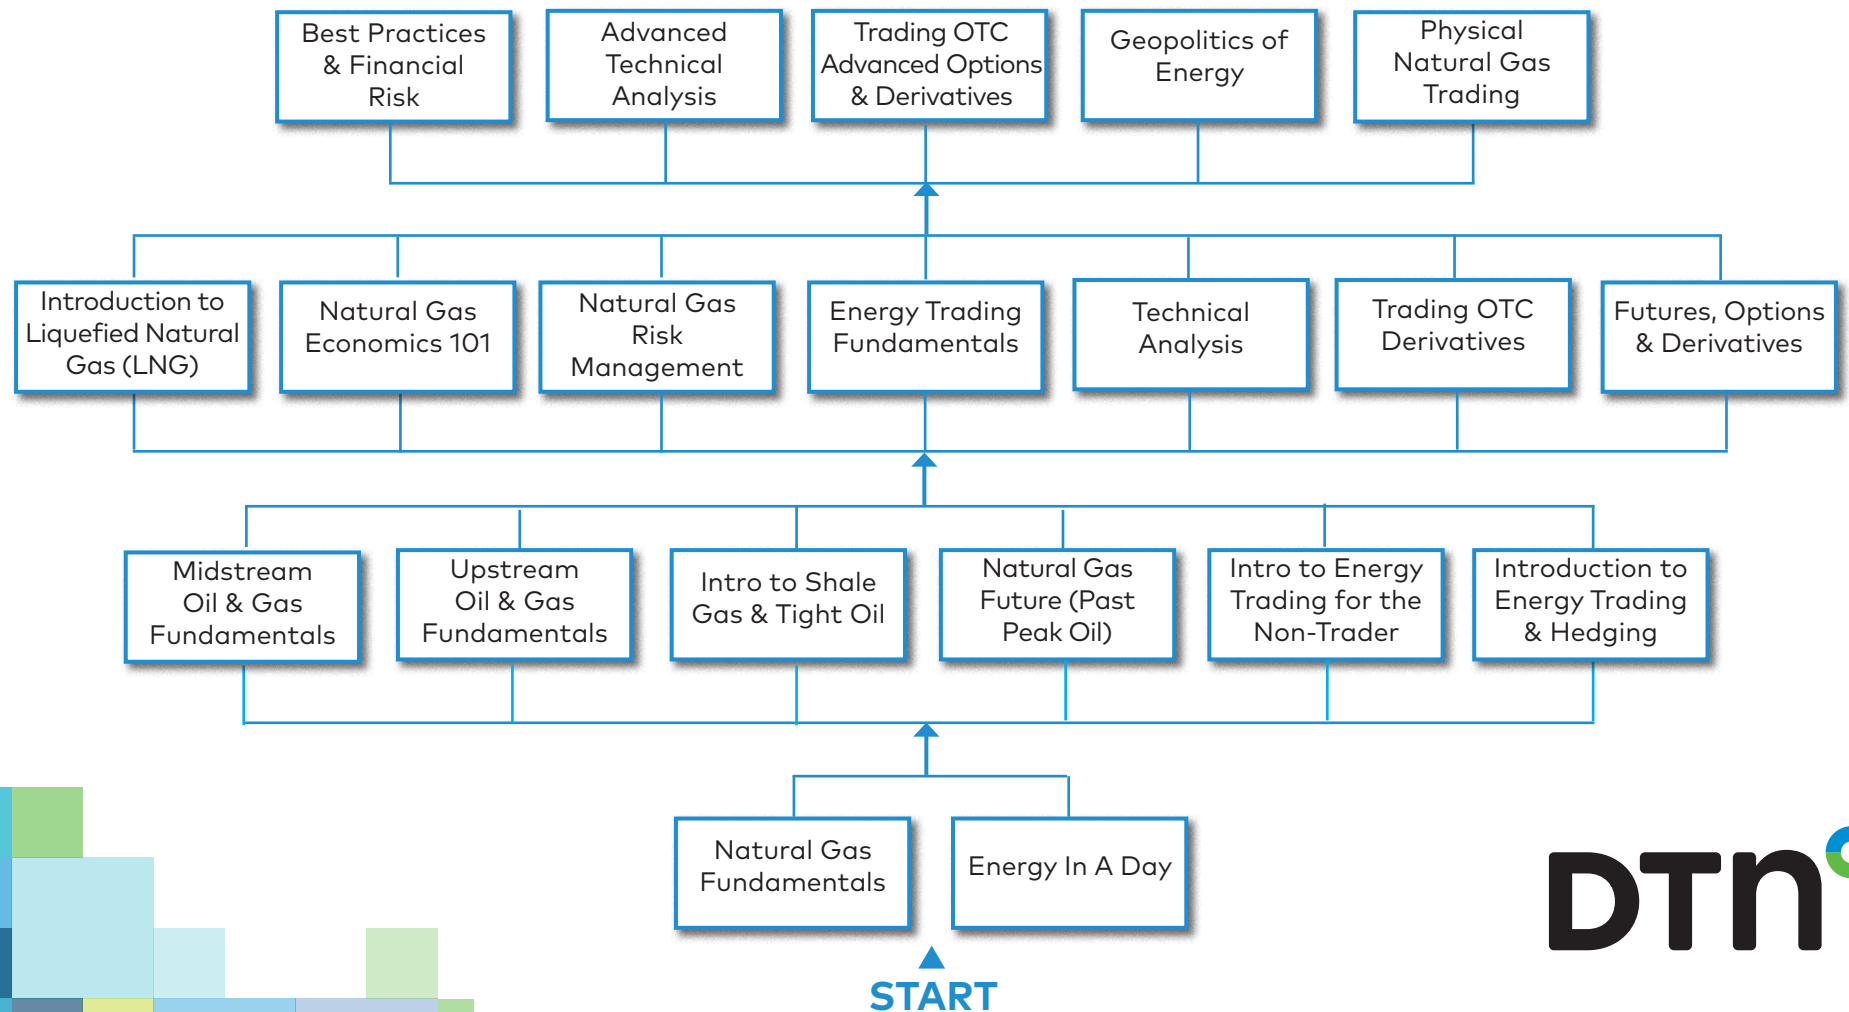 Best Practices
& Financial
Risk
Advanced
Technical
Analysis
Trading OTC
Advanced Options
& Derivatives
Geopolitics of
Energy
Physical
Natural Gas
Trading
Introduction to
Liquefied Natural
Gas (LNG)
Natural Gas
Economics 101
Natural Gas
Risk
Management
Energy Trading
Fundamentals
Technical
Analysis
Trading OTC
Derivatives
Futures, Options
& Derivatives
Midstream
Oil & Gas
Fundamentals
Upstream
Oil & Gas
Fundamentals
Intro to Shale
Gas & Tight Oil
Natural Gas
Future (Past
Peak Oil)
Intro to Energy
Trading for the
Non-Trader
Introduction to
Energy Trading
& Hedging
Natural Gas
Fundamentals
Energy In A Day
START
DTN